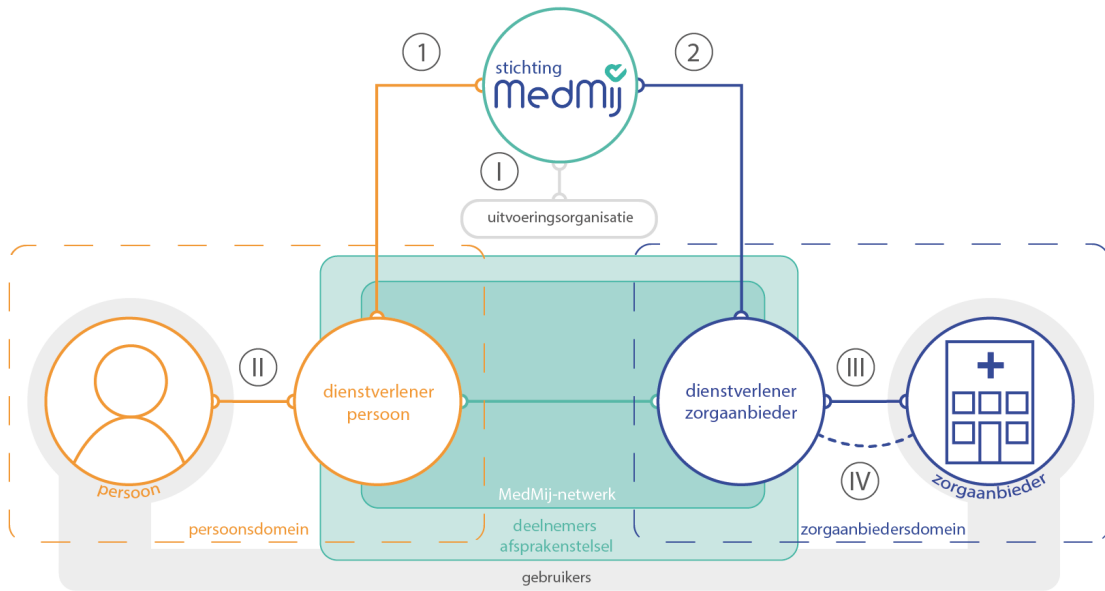 1
stichting
MedMij
2
I
uitvoeringsorganisatie
II
dienstverlener
persoon
dienstverlener
zorgaanbieder
III
IV
persoon
zorgaanbieder
MedMij-netwerk
persoonsdomein
deelnemers
afsprakenstelsel
zorgaanbiedersdomein
gebruikers